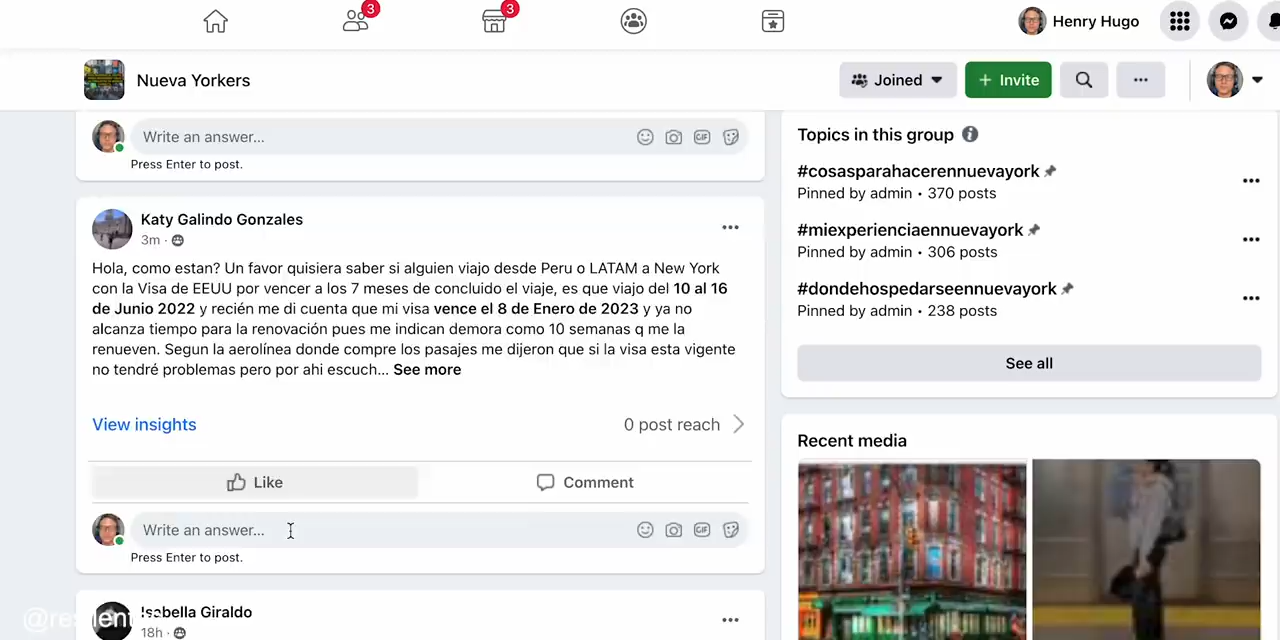 3
3
Henry Hugo
Nueva Yorkers
Joined
+ Invite
Write an answer...
GIF
Press Enter to post.
Katy Galindo Gonzales
3m ·
Hola, como estan? Un favor quisiera saber si alguien viajo desde Peru o LATAM a New York
con la Visa de EEUU por vencer a los 7 meses de concluido el viaje, es que viajo del 10 al 16
de Junio 2022 y recién me di cuenta que mi visa vence el 8 de Enero de 2023 y ya no
alcanza tiempo para la renovación pues me indican demora como 10 semanas q me la
renueven. Segun la aerolínea donde compre los pasajes me dijeron que si la visa esta vigente
no tendré problemas pero por ahi escuch... See more
View insights
0 post reach
Like
Comment
Write an answer...
GIF
Press Enter to post.
Isabella Giraldo
18h ·
Topics in this group
#cosasparahacerennuevayork
Pinned by admin • 370 posts
#miexperienciaennuevayork
Pinned by admin • 306 posts
#dondehospedarseennuevayork
Pinned by admin • 238 posts
See all
Recent media